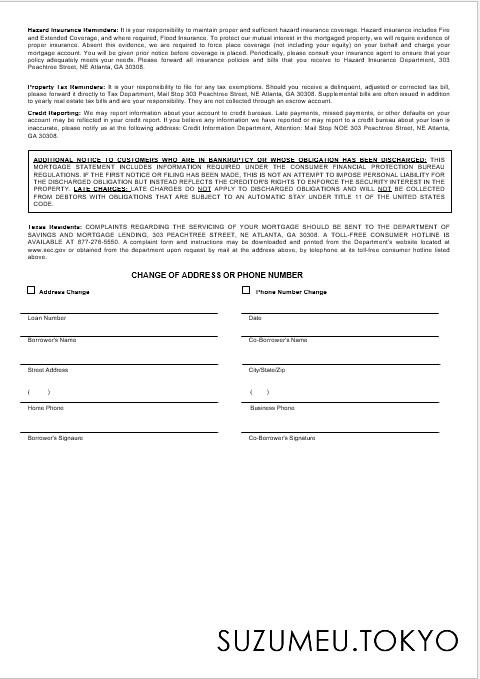 Hazard Insurance Reminders: It is your responsibility to maintain proper and sufficient hazard insurance. Hazard insurance includes Fire
and Extended Coverage, and where required, Flood Insurance. To protect our mutual interest in the mortgaged property, we will require evidence of
proper insurance. Absent this evidence, we are required to force place coverage (not including your equity) on your behalf and charge your
mortgage account. You will be given prior notice before coverage is placed. Periodically, please consult your insurance agent to ensure that your
policy adequately meets your needs. Please forward all insurance policies and bills that you receive to Hazard Insurance Department, 303
Peachtree Street, NE Atlanta, GA 30308.
Property Tax Reminders: It is your responsibility to file for any tax exemptions. Should you receive a delinquent, adjusted or corrected tax bill,
please forward it directly to Tax Department, Mail Stop 303 Peachtree Street, NE Atlanta, GA 30308. Supplemental bills are often issued in addition
to yearly real estate tax bills and are your responsibility. They are not collected through an escrow account.
Credit Reporting: We may report information about your account to credit bureaus. Late payments, missed payments, or other defaults on your
account may be reflected in your credit report. If you believe any information we have reported or may report to a credit bureau about your loan is
inaccurate, please notify us at the following address: Credit Information Department, Attention: Mail Stop NOE 303 Peachtree Street, NE Atlanta,
GA 30308.
ADDITIONAL NOTICE TO CUSTOMERS WHO ARE IN BANKRUPTCY OR WHOSE OBLIGATION HAS BEEN DISCHARGED: THIS
MORTGAGE STATEMENT INCLUDES INFORMATION REQUIRED UNDER THE CONSUMER FINANCIAL PROTECTION BUREAU
REGULATIONS. IF THE FIRST NOTICE OR FILING HAS BEEN MADE, THIS IS NOT AN ATTEMPT TO IMPOSE PERSONAL LIABILITY FOR
THE DISCHARGED OBLIGATION BUT INSTEAD REFLECTS THE CREDITOR'S RIGHTS TO ENFORCE THE SECURITY INTEREST IN THE
PROPERTY. LATE CHARGES: LATE CHARGES DO NOT APPLY TO DISCHARGED OBLIGATIONS AND WILL NOT BE COLLECTED
FROM DEBTORS WITH OBLIGATIONS THAT ARE SUBJECT TO AN AUTOMATIC STAY UNDER TITLE 11 OF THE UNITED STATES
CODE.
Texas Residents: COMPLAINTS REGARDING THE SERVICING OF YOUR MORTGAGE SHOULD BE SENT TO THE DEPARTMENT OF
SAVINGS AND MORTGAGE LENDING, 303 PEACHTREE STREET, NE ATLANTA, GA 30308. A TOLL-FREE CONSUMER HOTLINE IS
AVAILABLE AT 877-276-5550. A complaint form and instructions may be downloaded and printed from the Department's website located at
www.sec.gov or obtained from the department upon request by mail at the address above, by telephone at its toll-free consumer hotline listed
above.
CHANGE OF ADDRESS OR PHONE NUMBER
Address Change Phone Number Change
Loan Number Date
Borrower's Name Co-Borrower's Name
Street Address City/State/Zip
( ) ( )
Home Phone Business Phone
Borrower's Signaure Co-Borrower's Signature
SUZUMEU.TOKYO